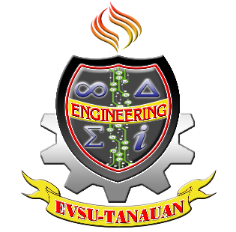 ∞ Δ
ENGINEERING
Σ i
EVSU-TANAUAN